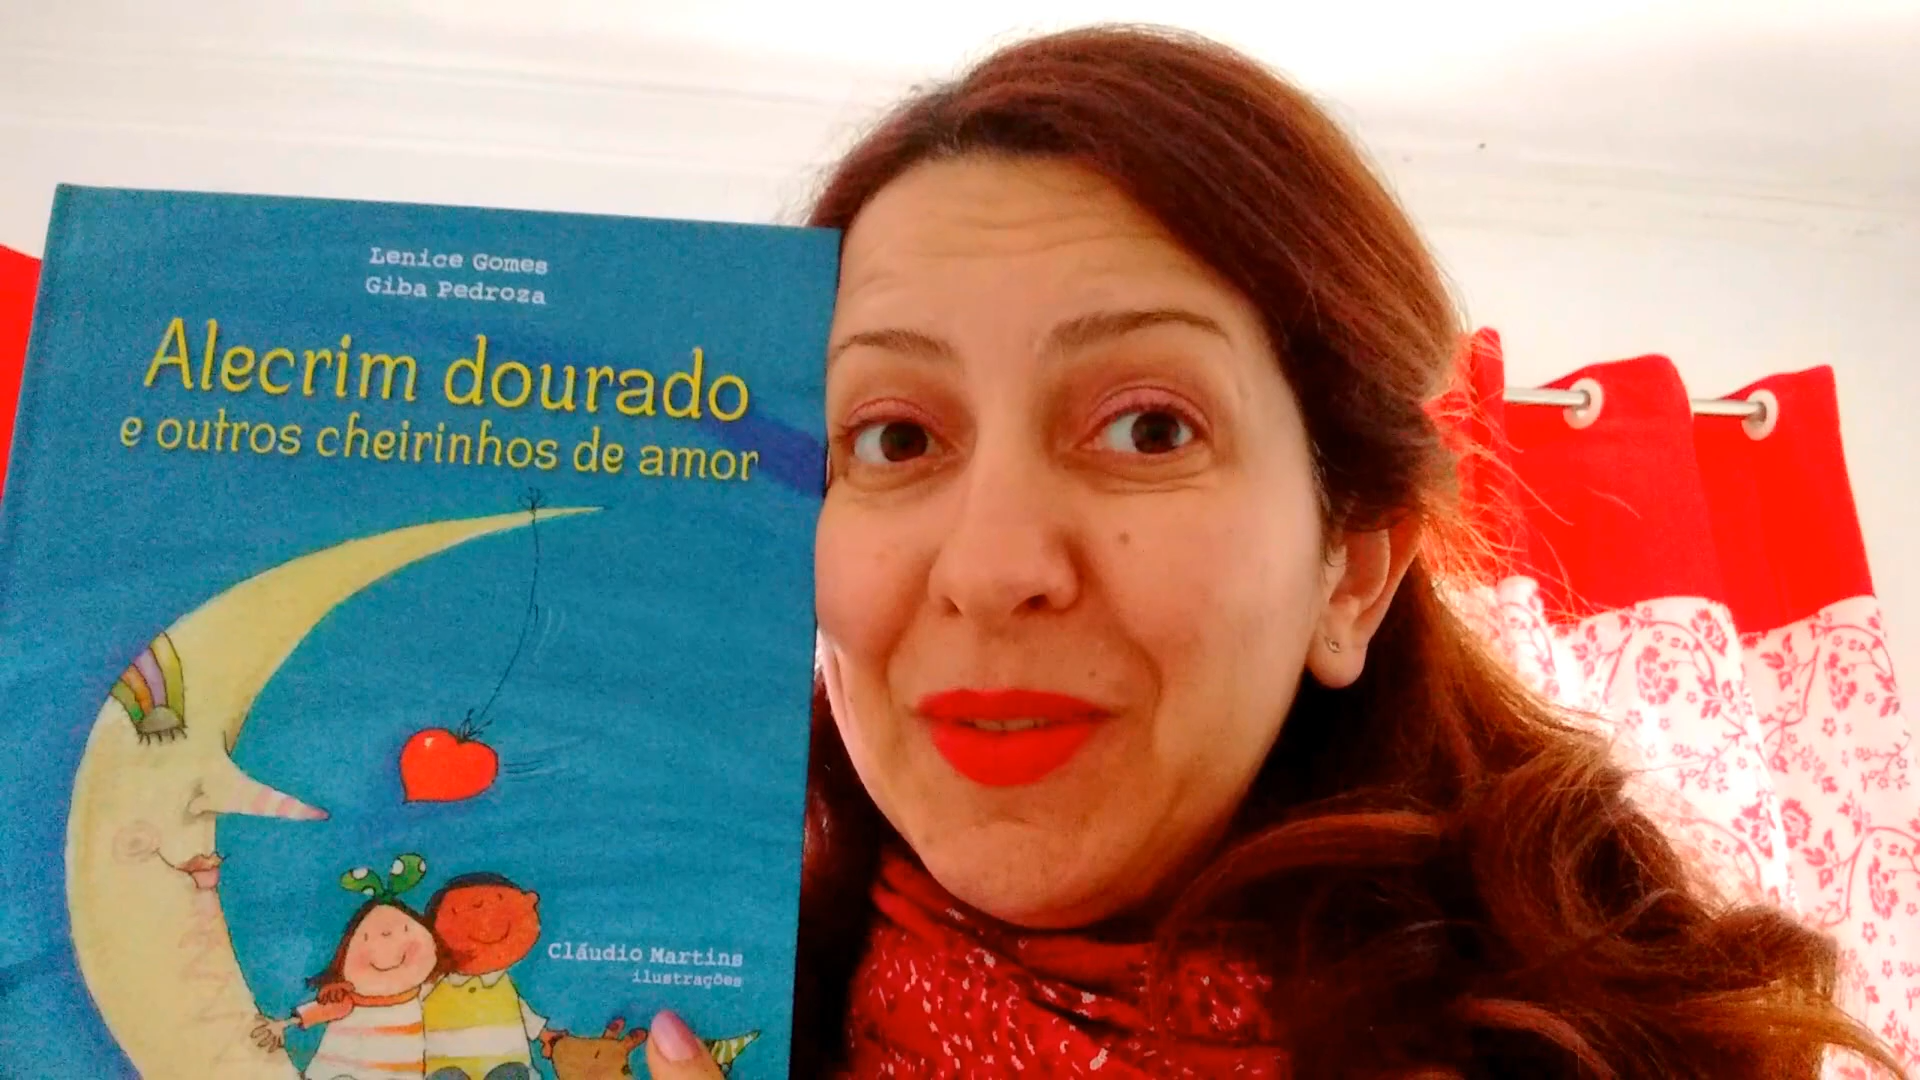 Lenice Gomes
Giba Pedroza
Alecrim dourado
e outros cheirinhos de amor
Cláudio Martins
ilustrações